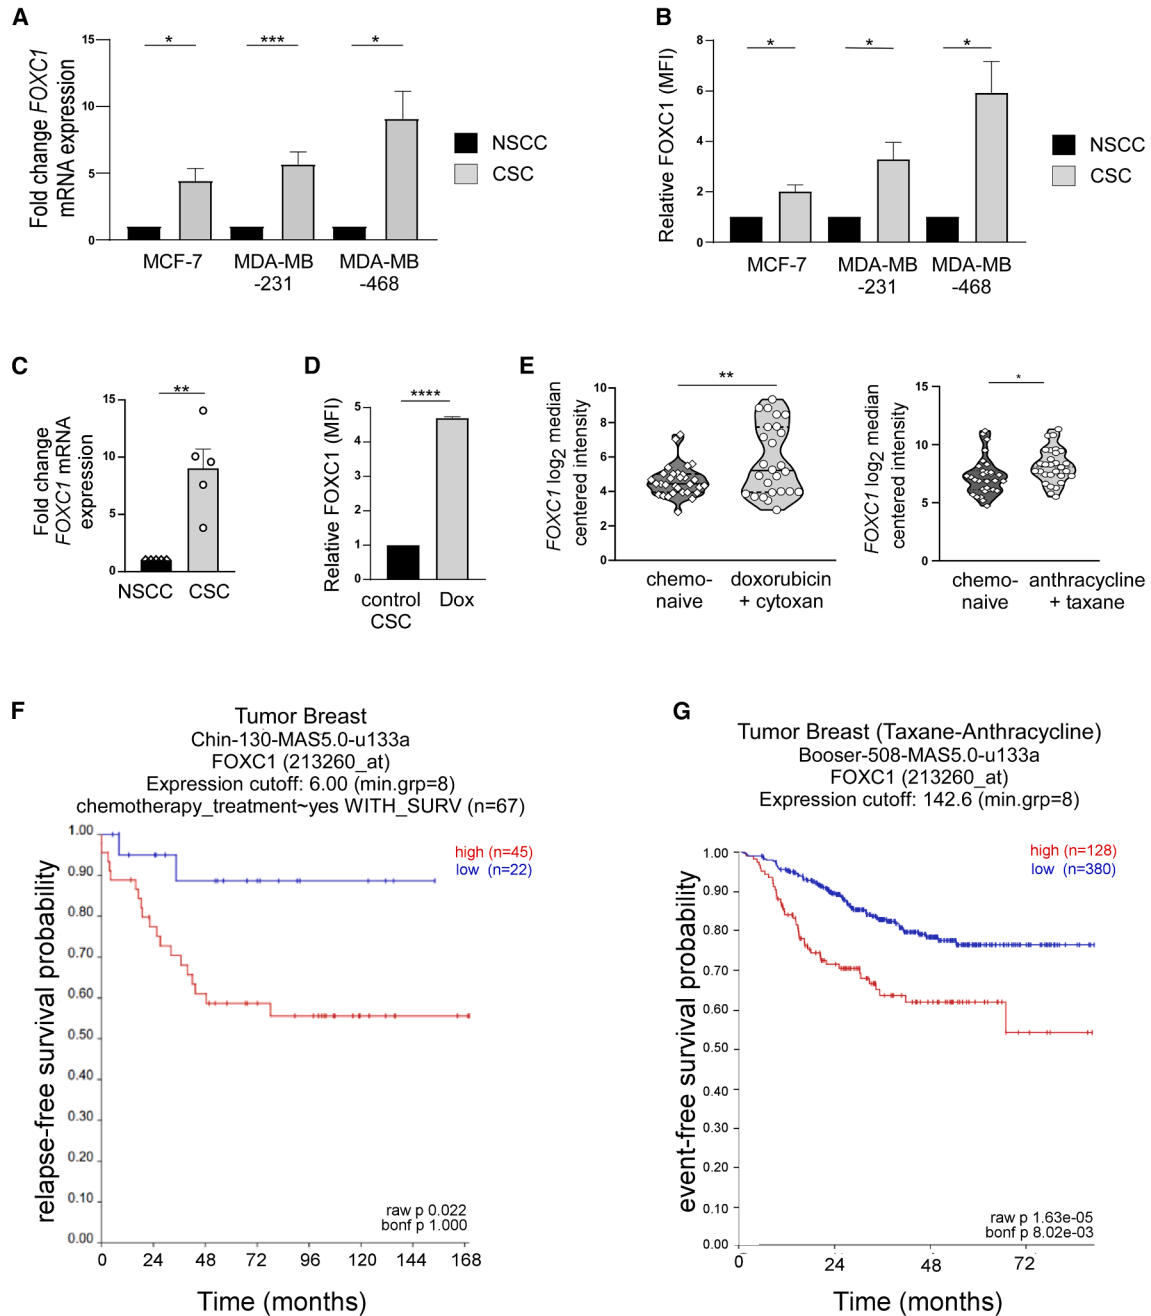 A
Fold change FOXC1
mRNA expression
15
10
5
0
*
***
*
NSCC
CSC
MCF-7
MDA-MB
-231
MDA-MB
-468
B
Relative FOXC1 (MFI)
8
6
4
2
0
*
*
*
NSCC
CSC
MCF-7
MDA-MB
-231
MDA-MB
-468
C
Fold change
FOXC1 mRNA
expression
15
10
5
0
**
NSCC
CSC
D
Relative FOXC1 (MFI)
5
4
3
2
1
0
****
control
CSC
Dox
E
FOXC1 log2 median
centered intensity
10
8
6
4
2
0
**
chemo-
naive
doxorubicin
+ cytoxan
FOXC1 log2 median
centered intensity
15
10
5
0
*
chemo-
naive
anthracycline
+ taxane
F
Tumor Breast
Chin-130-MAS5.0-u133a
FOXC1 (213260_at)
Expression cutoff: 6.00 (min.grp=8)
chemotherapy_treatment~yes WITH_SURV (n=67)
relapse-free survival probability
1.00
0.90
0.80
0.70
0.60
0.50
0.40
0.30
0.20
0.10
0.00
high (n=45)
low (n=22)
raw p 0.022
bonf p 1.000
0 24 48 72 96 120 144 168
Time (months)
G
Tumor Breast (Taxane-Anthracycline)
Booser-508-MAS5.0-u133a
FOXC1 (213260_at)
Expression cutoff: 142.6 (min.grp=8)
event-free survival probability
1.00
0.90
0.80
0.70
0.60
0.50
0.40
0.30
0.20
0.10
0.00
high (n=128)
low (n=380)
raw p 1.63e-05
bonf p 8.02e-03
0 24 48 72
Time (months)